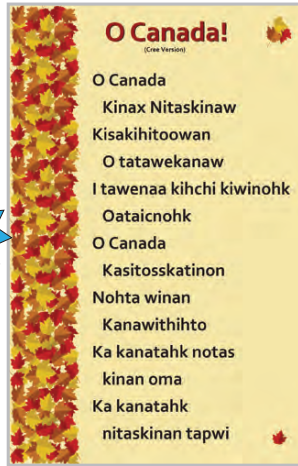 O Canada!
(Cree Version)
O Canada
Kinax Nitaskinaw
Kisakihitoowan
O tatawekanaw
I tawenaa kihchi kiwinohk
Oataicnohk
O Canada
Kasitosskatinon
Nohta winan
Kanawithihto
Ka kanatahk notas
kinan oma
Ka kanatahk
nitaskinan tapwi